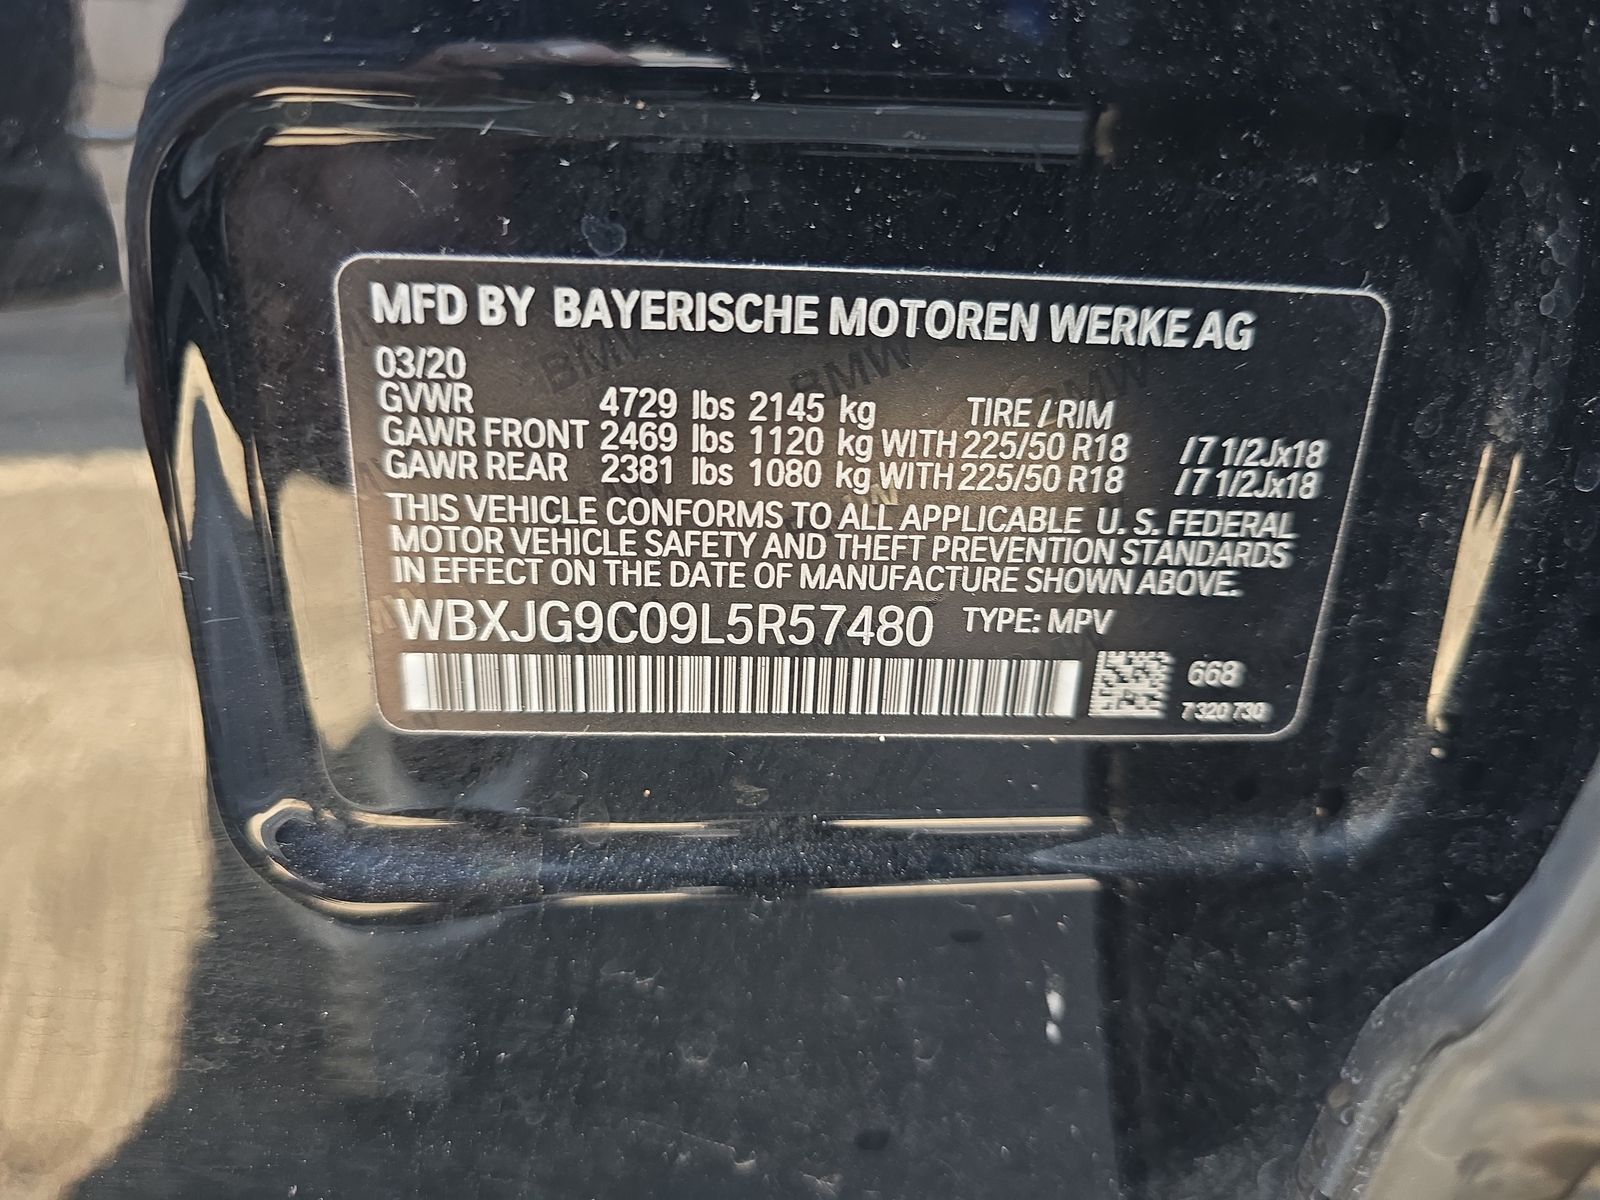 MFD BY BAYERISCHE MOTOREN WERKE AG
03/20
GVWR 4729 lbs 2145 kg TIRE / RIM
GAWR FRONT 2469 lbs 1120 kg WITH 225/50 R18 / 7 1/2Jx18
GAWR REAR 2381 lbs 1080 kg WITH 225/50 R18 / 7 1/2Jx18
THIS VEHICLE CONFORMS TO ALL APPLICABLE U. S. FEDERAL
MOTOR VEHICLE SAFETY AND THEFT PREVENTION STANDARDS
IN EFFECT ON THE DATE OF MANUFACTURE SHOWN ABOVE.
WBXJG9C09L5R57480 TYPE: MPV
668
7 320 730